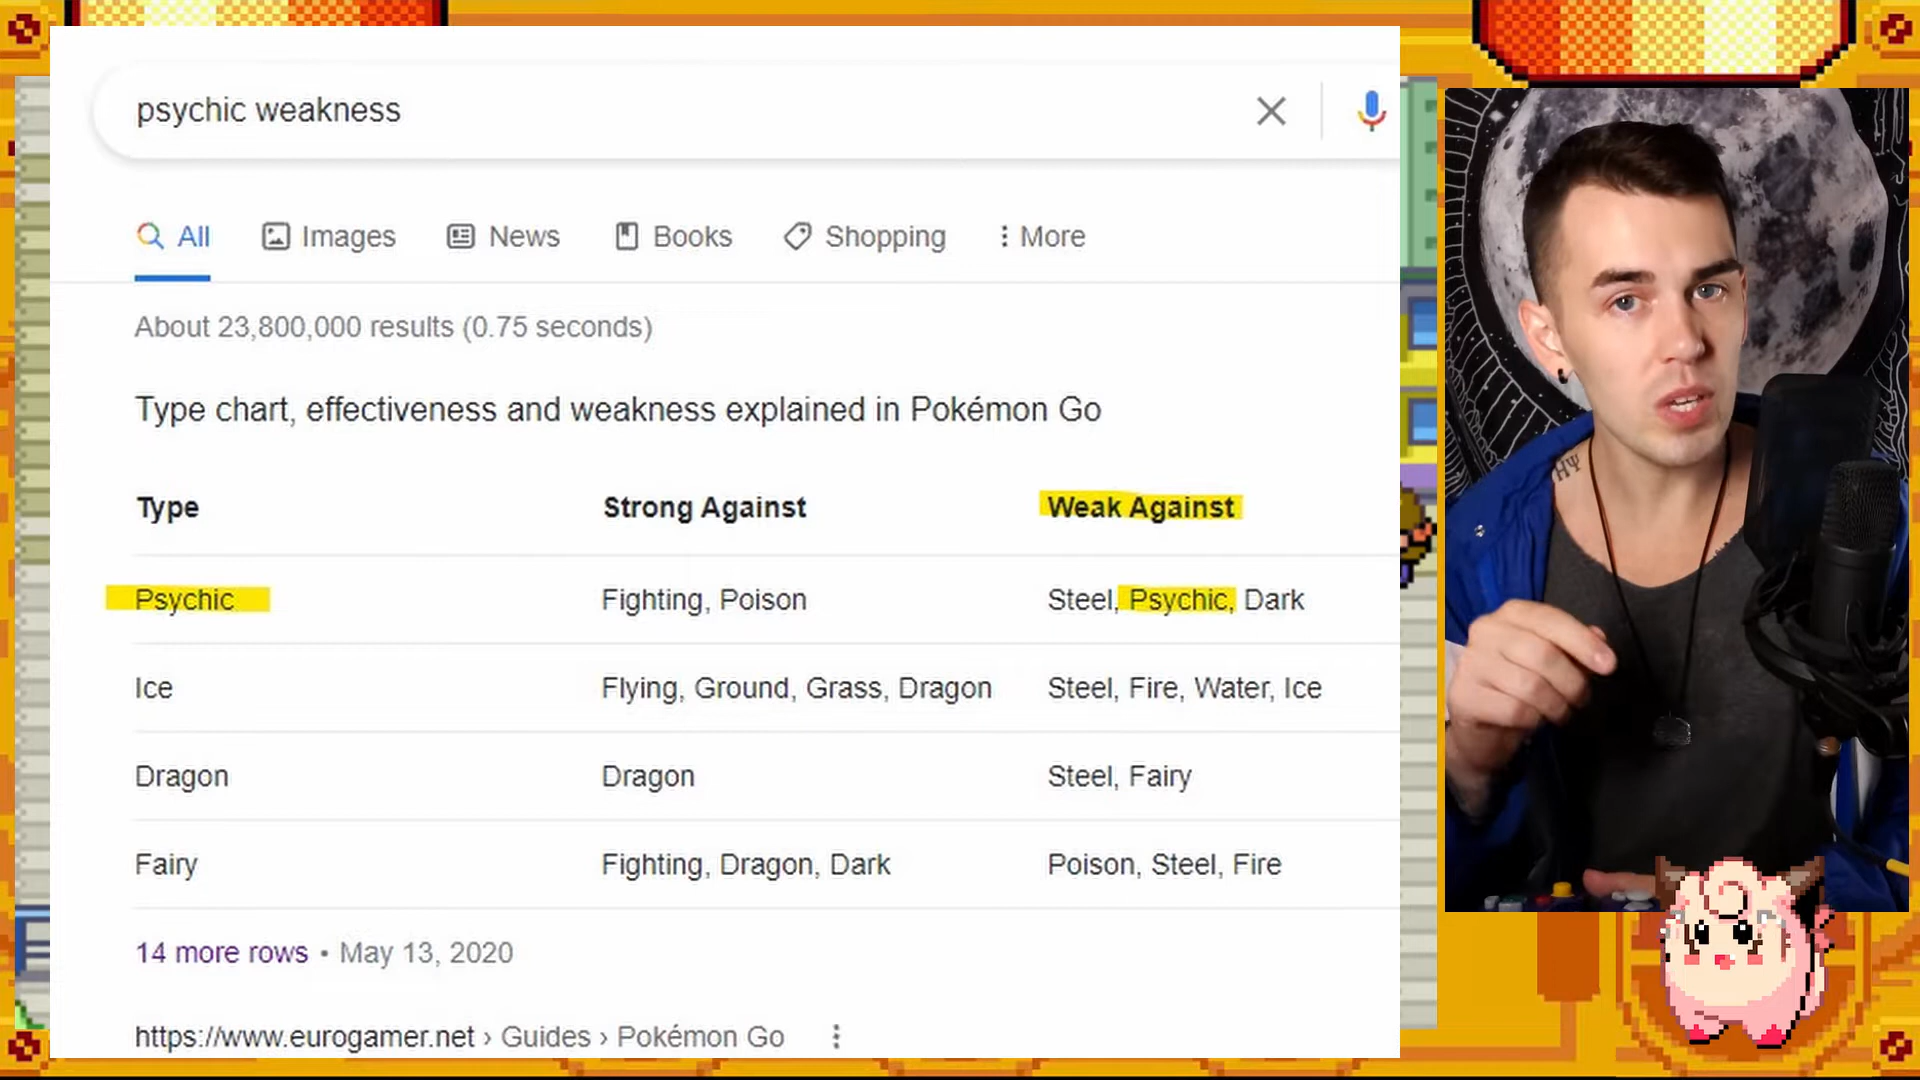 psychic weakness
All Images News Books Shopping More
About 23,800,000 results (0.75 seconds)
Type chart, effectiveness and weakness explained in Pokémon Go
Type Strong Against Weak Against
Psychic Fighting, Poison Steel, Psychic, Dark
Ice Flying, Ground, Grass, Dragon Steel, Fire, Water, Ice
Dragon Dragon Steel, Fairy
Fairy Fighting, Dragon, Dark Poison, Steel, Fire
14 more rows • May 13, 2020
https://www.eurogamer.net › Guides › Pokémon Go